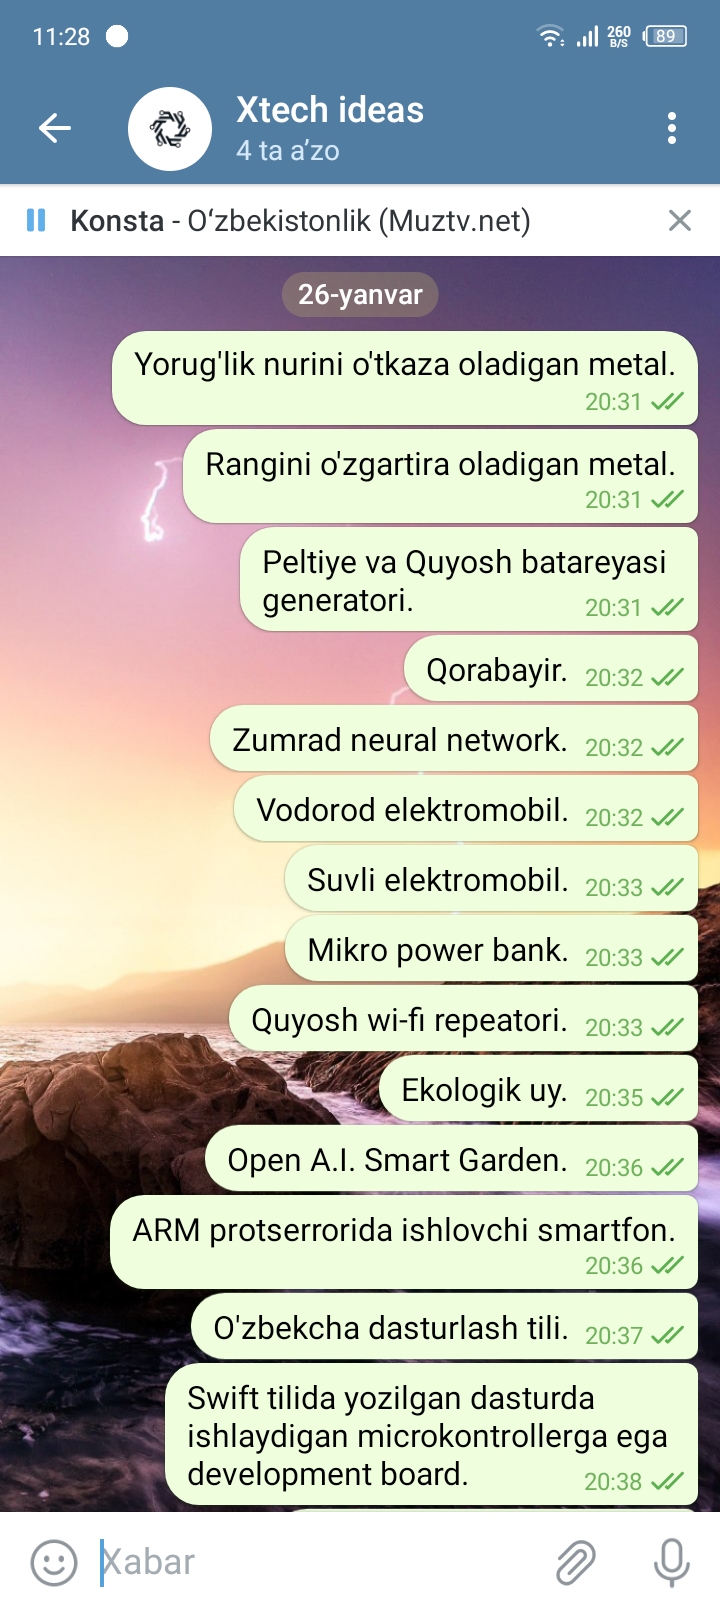 11:28
260
B/S
89
Xtech ideas
4 ta a’zo
Konsta - O‘zbekistonlik (Muztv.net)
26-yanvar
Yorug'lik nurini o'tkaza oladigan metal.
20:31
Rangini o'zgartira oladigan metal.
20:31
Peltiye va Quyosh batareyasi
generatori. 20:31
Qorabayir. 20:32
Zumrad neural network. 20:32
Vodorod elektromobil. 20:32
Suvli elektromobil. 20:33
Mikro power bank. 20:33
Quyosh wi-fi repeatori. 20:33
Ekologik uy. 20:35
Open A.I. Smart Garden. 20:36
ARM protserrorida ishlovchi smartfon.
20:36
O'zbekcha dasturlash tili. 20:37
Swift tilida yozilgan dasturda
ishlaydigan microkontrollerga ega
development board. 20:38
Xabar